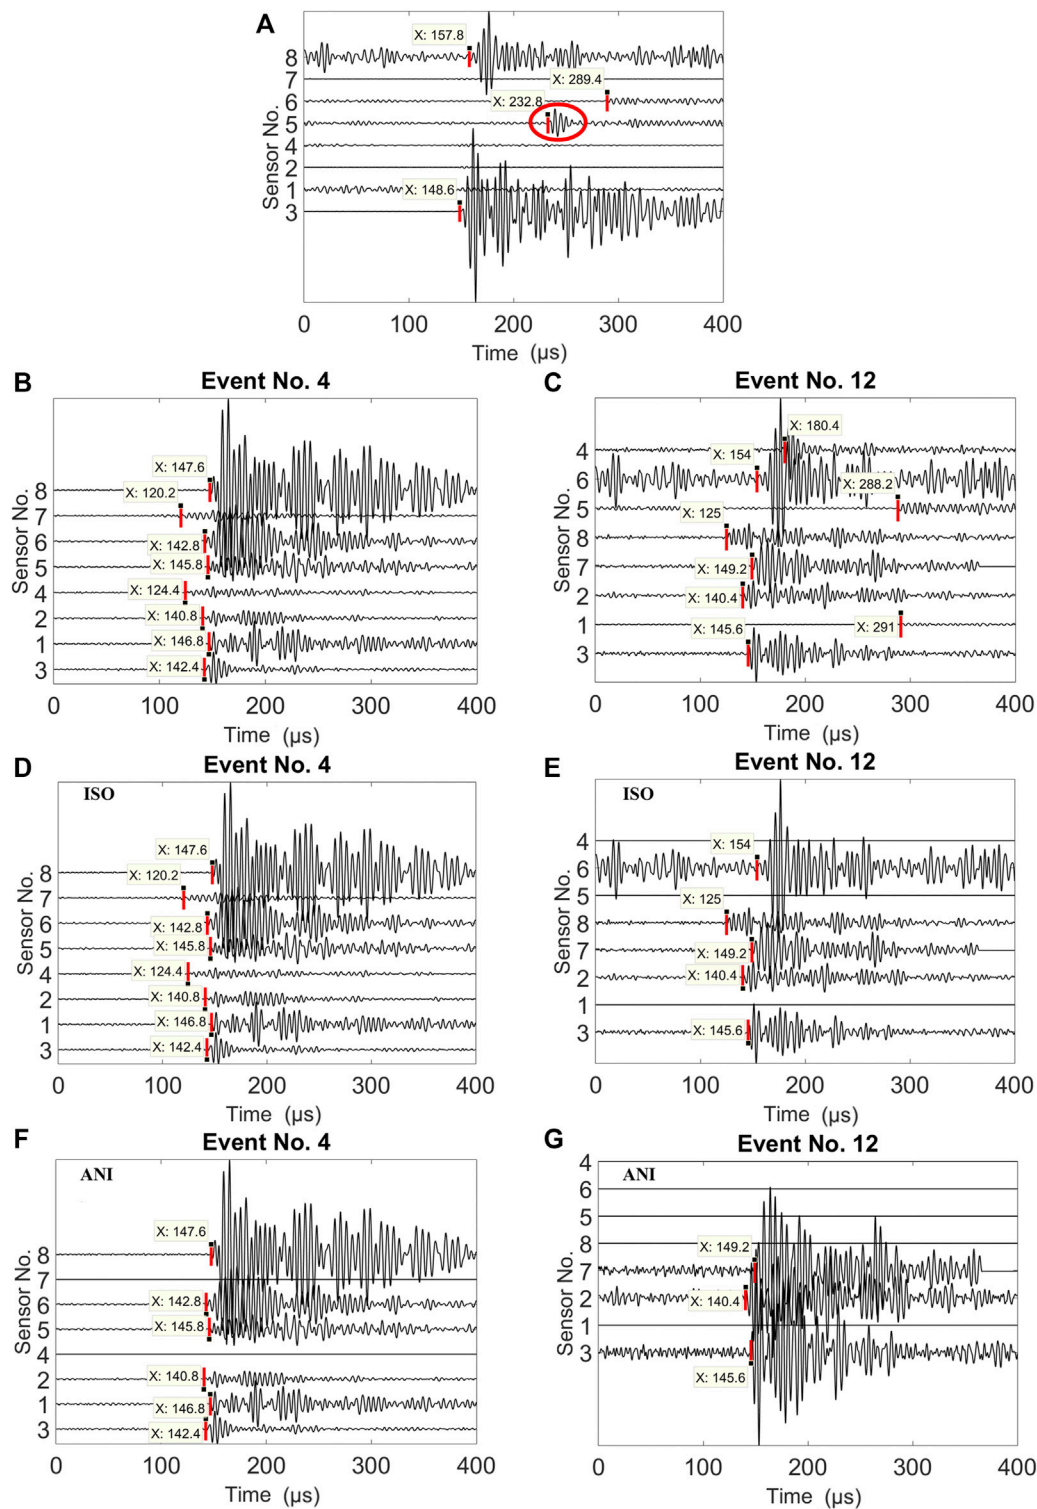 A
X: 157.8
8
7
X: 289.4
6
X: 232.8
5
4
2
1
X: 148.6
3
Sensor No.
0 100 200 300 400
Time (µs)
B
Event No. 4
X: 147.6
8
X: 120.2
7
6
X: 142.8
5
X: 145.8
4
X: 124.4
2
X: 140.8
1
X: 146.8
3
X: 142.4
Sensor No.
0 100 200 300 400
Time (µs)
C
Event No. 12
X: 180.4
4
X: 154
6
X: 288.2
5
X: 125
8
7
X: 149.2
2
X: 140.4
1
X: 145.6
X: 291
3
Sensor No.
0 100 200 300 400
Time (µs)
D
Event No. 4
ISO
X: 147.6
8
X: 120.2
7
6
X: 142.8
5
X: 145.8
4
X: 124.4
2
X: 140.8
1
X: 146.8
3
X: 142.4
Sensor No.
0 100 200 300 400
Time (µs)
E
Event No. 12
ISO
4
X: 154
6
5
X: 125
8
7
X: 149.2
2
X: 140.4
1
3
X: 145.6
Sensor No.
0 100 200 300 400
Time (µs)
F
Event No. 4
ANI
X: 147.6
8
7
6
X: 142.8
5
X: 145.8
4
2
X: 140.8
1
X: 146.8
3
X: 142.4
Sensor No.
0 100 200 300 400
Time (µs)
G
Event No. 12
ANI
4
6
5
8
X: 149.2
7
2
X: 140.4
1
3
X: 145.6
Sensor No.
0 100 200 300 400
Time (µs)